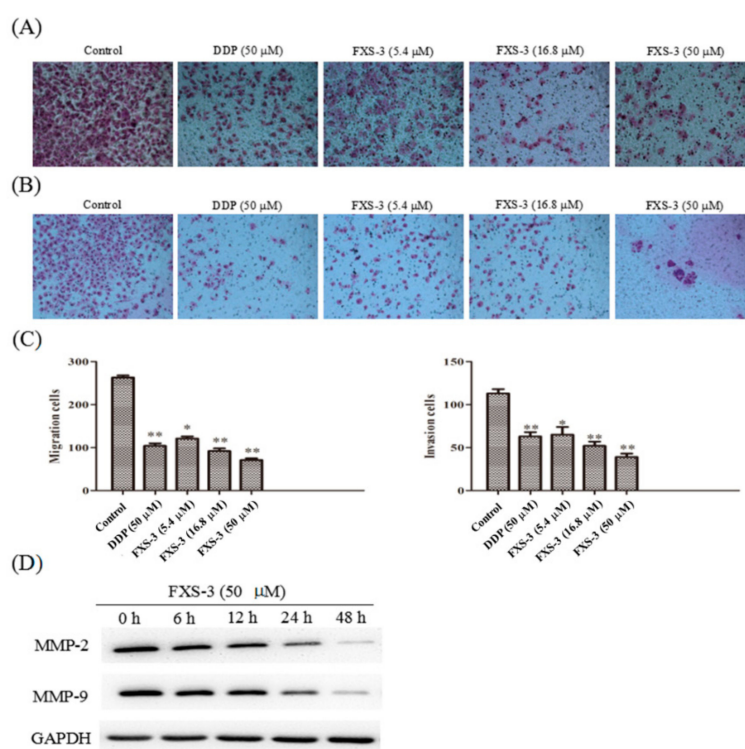 (A)
Control DDP (50 μM) FXS-3 (5.4 μM) FXS-3 (16.8 μM) FXS-3 (50 μM)
(B)
Control DDP (50 μM) FXS-3 (5.4 μM) FXS-3 (16.8 μM) FXS-3 (50 μM)
(C)
Migration cells
300
200
100
0
** * ** **
Control DDP (50 μM) FXS-3 (5.4 μM) FXS-3 (16.8 μM) FXS-3 (50 μM)
Invasion cells
150
100
50
0
** * ** **
Control DDP (50 μM) FXS-3 (5.4 μM) FXS-3 (16.8 μM) FXS-3 (50 μM)
(D)
FXS-3 (50 μM)
0 h 6 h 12 h 24 h 48 h
MMP-2
MMP-9
GAPDH